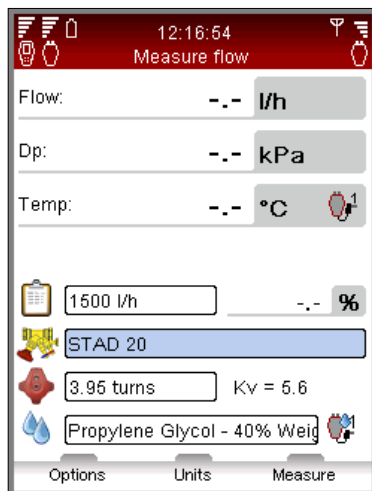 12:16:54
Measure flow
Flow: -.- l/h
Dp: -.- kPa
Temp: -.- °C 1
1500 l/h -.- %
STAD 20
3.95 turns Kv = 5.6
Propylene Glycol - 40% Weig 1
Options Units Measure